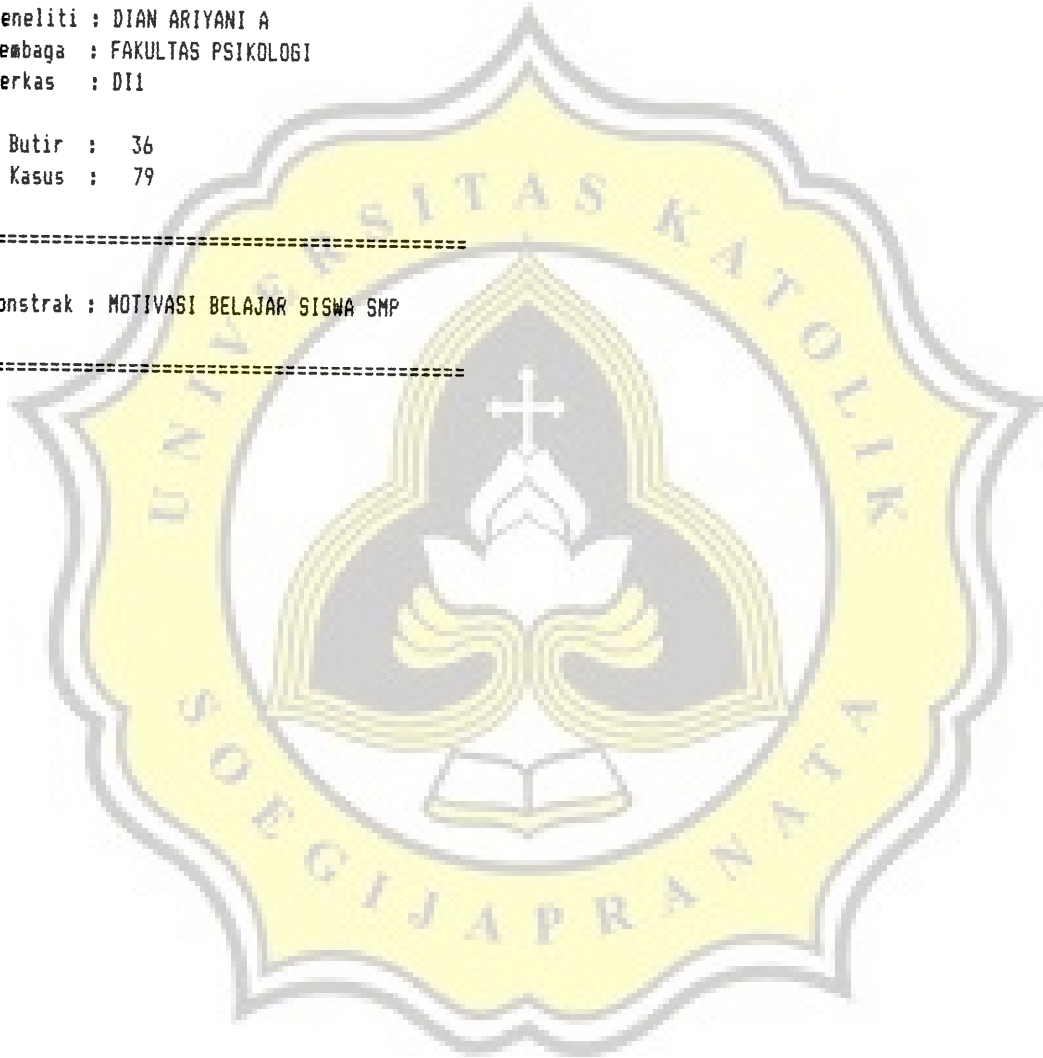 eneliti : DIAN ARIYANI A
embaga : FAKULTAS PSIKOLOGI
erkas : DI1
Butir : 36
Kasus : 79
==================================================
onstrak : MOTIVASI BELAJAR SISWA SMP
==================================================
UNIVERSITAS KATOLIK
SOEGIJAPRANATA